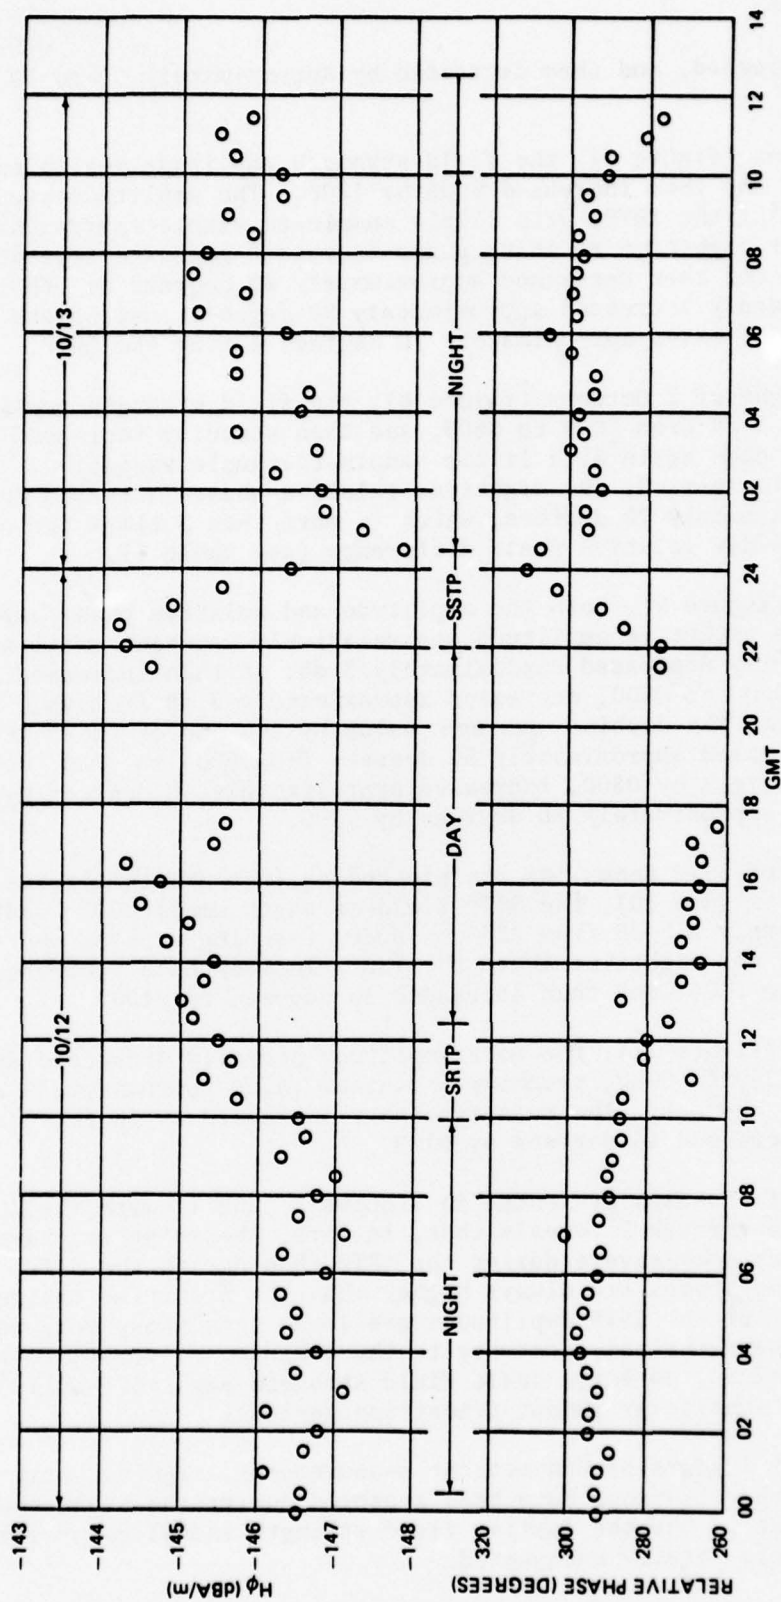 10/12
10/13
-143
-144
-145
-146
-147
-148
Hφ (dBA/m)
NIGHT
SRTP
DAY
SSTP
NIGHT
320
300
280
260
RELATIVE PHASE (DEGREES)
00 02 04 06 08 10 12 14 16 18 20 22 24 02 04 06 08 10 12 14
GMT